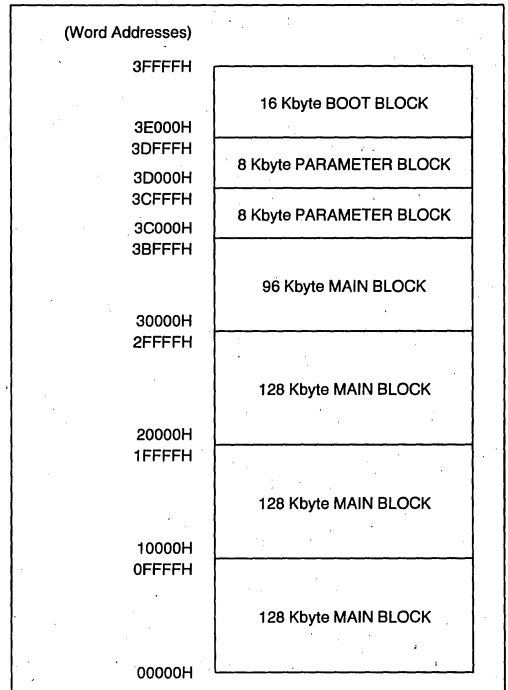 (Word Addresses)
3FFFFH
16 Kbyte BOOT BLOCK
3E000H
3DFFFH
8 Kbyte PARAMETER BLOCK
3D000H
3CFFFH
8 Kbyte PARAMETER BLOCK
3C000H
3BFFFH
96 Kbyte MAIN BLOCK
30000H
2FFFFH
128 Kbyte MAIN BLOCK
20000H
1FFFFH
128 Kbyte MAIN BLOCK
10000H
0FFFFH
128 Kbyte MAIN BLOCK
00000H